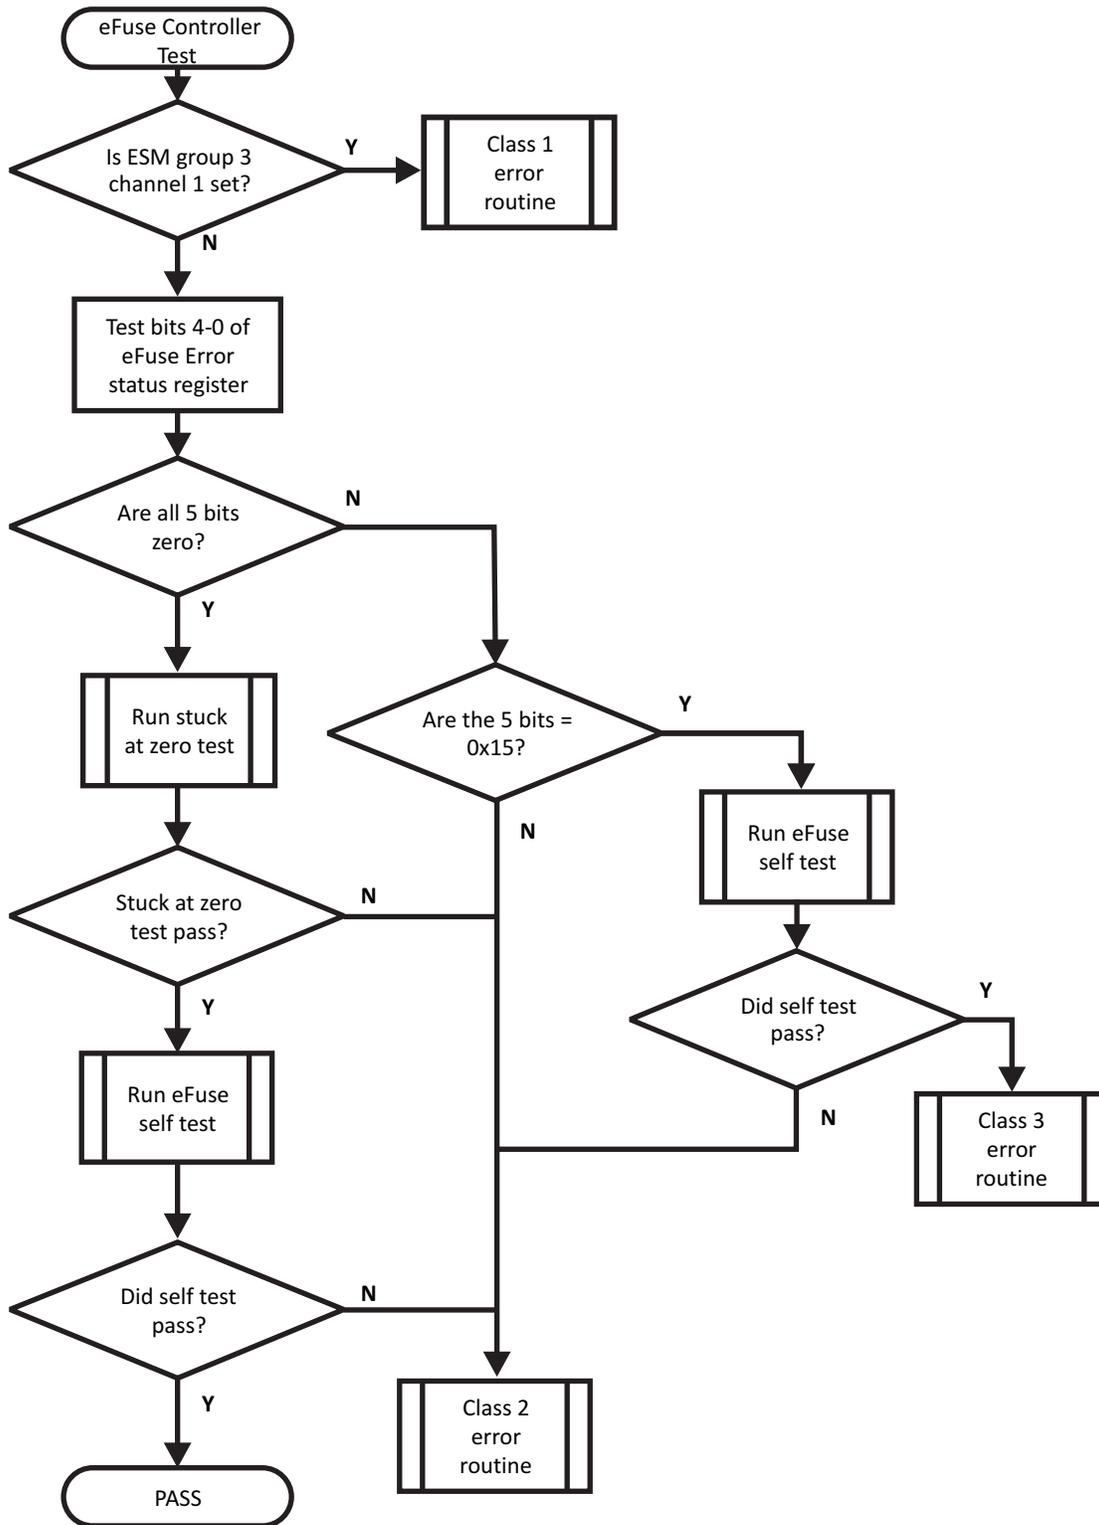 eFuse Controller
Test
Is ESM group 3
channel 1 set?
Y
Class 1
error
routine
N
Test bits 4-0 of
eFuse Error
status register
Are all 5 bits
zero?
N
Y
Run stuck
at zero test
Are the 5 bits =
0x15?
Y
N
Run eFuse
self test
Stuck at zero
test pass?
N
Y
Did self test
pass?
Y
N
Class 3
error
routine
Run eFuse
self test
Did self test
pass?
N
Y
Class 2
error
routine
PASS